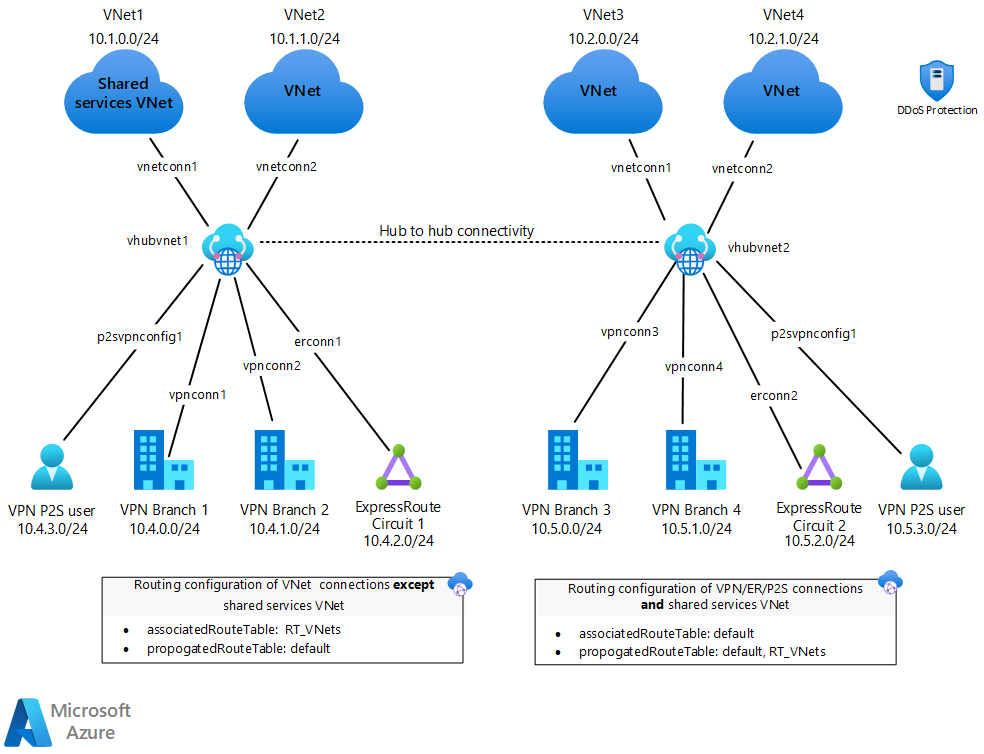 VNet1
10.1.0.0/24
VNet2
10.1.1.0/24
VNet3
10.2.0.0/24
VNet4
10.2.1.0/24
Shared
services VNet
VNet
VNet
VNet
DDoS Protection
vnetconn1
vnetconn2
vnetconn1
vnetconn2
vhubvnet1
Hub to hub connectivity
vhubvnet2
p2svpnconfig1
erconn1
vpnconn2
vpnconn1
vpnconn3
p2svpnconfig1
vpnconn4
erconn2
VPN P2S user
10.4.3.0/24
VPN Branch 1
10.4.0.0/24
VPN Branch 2
10.4.1.0/24
ExpressRoute
Circuit 1
10.4.2.0/24
VPN Branch 3
10.5.0.0/24
VPN Branch 4
10.5.1.0/24
ExpressRoute
Circuit 2
10.5.2.0/24
VPN P2S user
10.5.3.0/24
Routing configuration of VNet connections except
shared services VNet
• associatedRouteTable: RT_VNets
• propogatedRouteTable: default
Routing configuration of VPN/ER/P2S connections
and shared services VNet
• associatedRouteTable: default
• propogatedRouteTable: default, RT_VNets
Microsoft
Azure